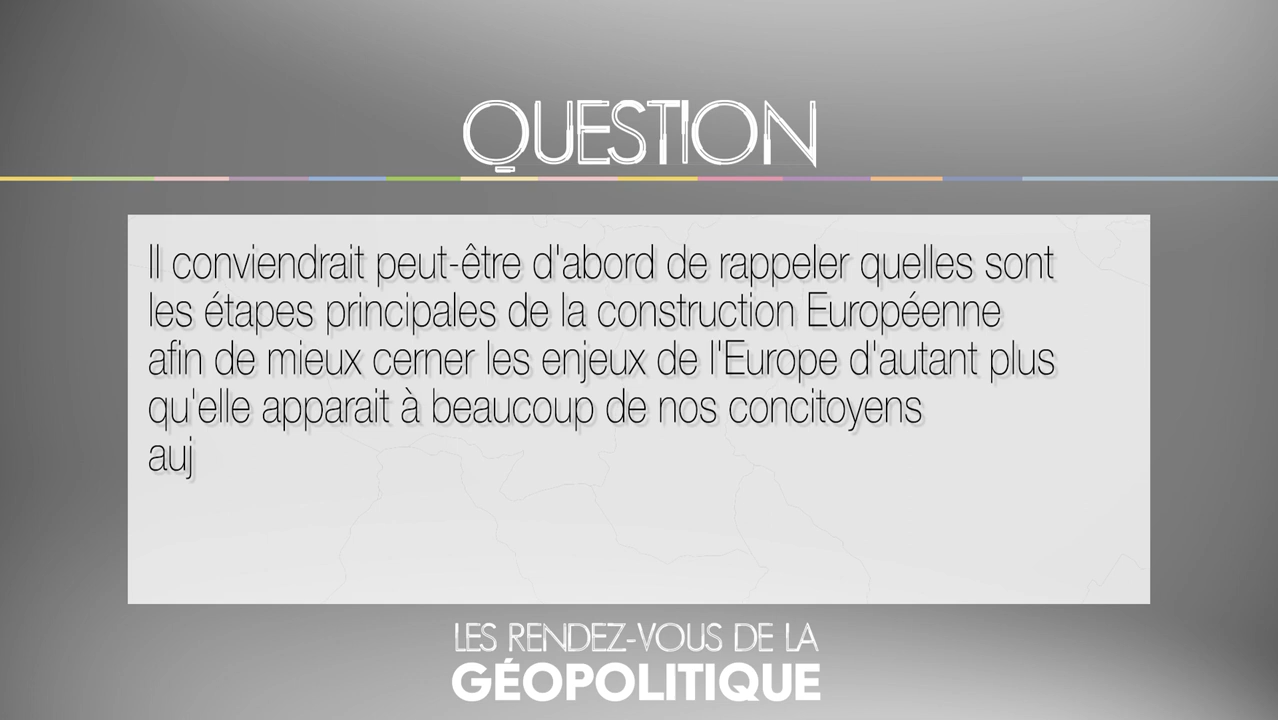 QUESTION
Il conviendrait peut-être d'abord de rappeler quelles sont
les étapes principales de la construction Européenne
afin de mieux cerner les enjeux de l'Europe d'autant plus
qu'elle apparait à beaucoup de nos concitoyens
auj
LES RENDEZ-VOUS DE LA
GÉOPOLITIQUE